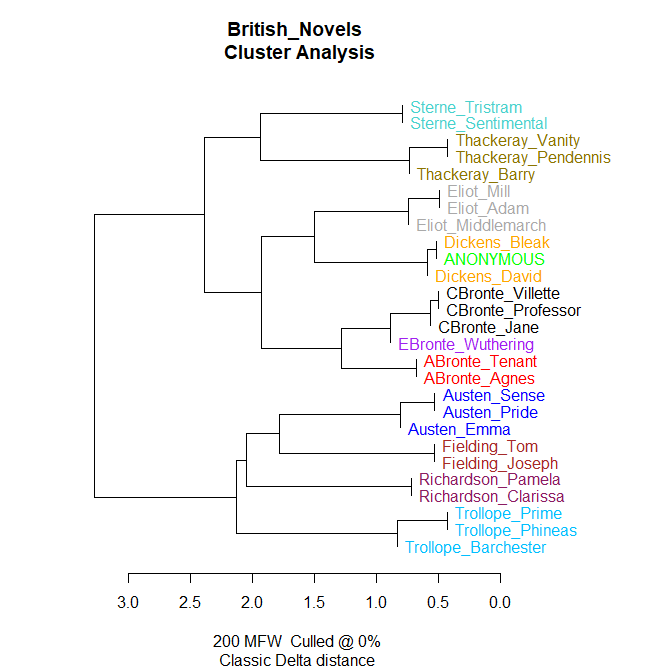 British_Novels
Cluster Analysis
Sterne_Tristram
Sterne_Sentimental
Thackeray_Vanity
Thackeray_Pendennis
Thackeray_Barry
Eliot_Mill
Eliot_Adam
Eliot_Middlemarch
Dickens_Bleak
ANONYMOUS
Dickens_David
CBronte_Villette
CBronte_Professor
CBronte_Jane
EBronte_Wuthering
ABronte_Tenant
ABronte_Agnes
Austen_Sense
Austen_Pride
Austen_Emma
Fielding_Tom
Fielding_Joseph
Richardson_Pamela
Richardson_Clarissa
Trollope_Prime
Trollope_Phineas
Trollope_Barchester
3.0 2.5 2.0 1.5 1.0 0.5 0.0
200 MFW Culled @ 0%
Classic Delta distance